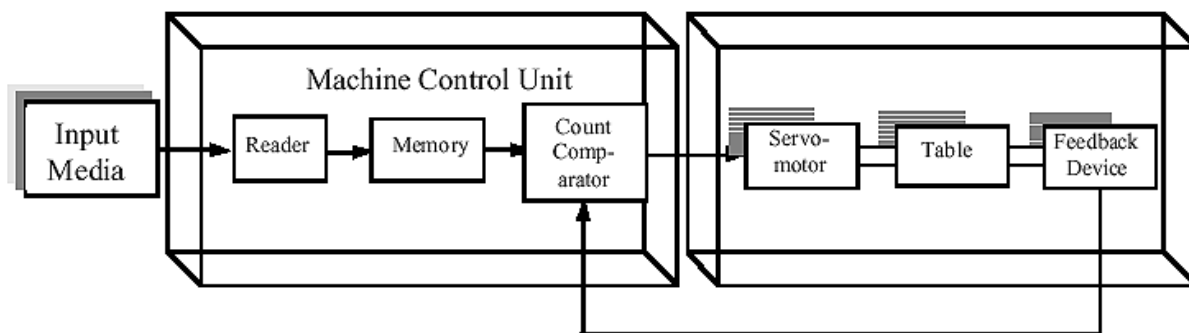 Machine Control Unit
Input
Media
Reader
Memory
Count
Comp-
arator
Servo-
motor
Table
Feedback
Device